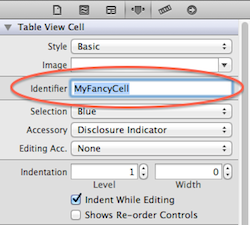 Table View Cell
Style Basic
Image
Identifier MyFancyCell
Selection Blue
Accessory Disclosure Indicator
Editing Acc. None
Indentation 1 0
Level Width
Indent While Editing
Shows Re-order Controls